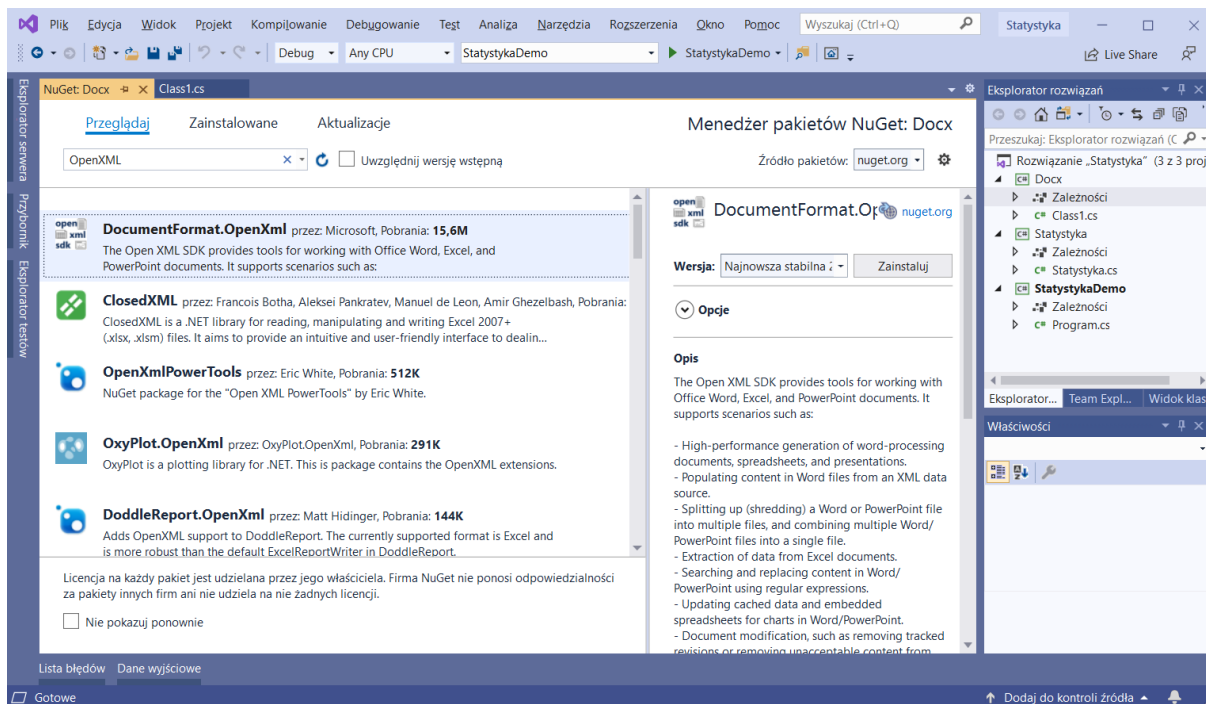 Plik Edycja Widok Projekt Kompilowanie Debugowanie Test Analiza Narzędzia Rozszerzenia Okno Pomoc Wyszukaj (Ctrl+Q) Statystyka
Debug Any CPU StatystykaDemo StatystykaDemo Live Share
Eksplorator serwera
Przybornik
Eksplorator testów
NuGet: Docx Class1.cs
Przeglądaj Zainstalowane Aktualizacje
Menedżer pakietów NuGet: Docx
OpenXML
Uwzględnij wersję wstępną
Źródło pakietów: nuget.org
open xml sdk
DocumentFormat.OpenXml przez: Microsoft, Pobrania: 15,6M
The Open XML SDK provides tools for working with Office Word, Excel, and
PowerPoint documents. It supports scenarios such as:
ClosedXML przez: Francois Botha, Aleksei Pankratev, Manuel de Leon, Amir Ghezelbash, Pobrania:
ClosedXML is a .NET library for reading, manipulating and writing Excel 2007+
(.xlsx, .xlsm) files. It aims to provide an intuitive and user-friendly interface to dealin...
OpenXmlPowerTools przez: Eric White, Pobrania: 512K
NuGet package for the "Open XML PowerTools" by Eric White.
OxyPlot.OpenXml przez: OxyPlot.OpenXml, Pobrania: 291K
OxyPlot is a plotting library for .NET. This is package contains the OpenXML extensions.
DoddleReport.OpenXml przez: Matt Hidinger, Pobrania: 144K
Adds OpenXML support to DoddleReport. The currently supported format is Excel and
is more robust than the default ExcelReportWriter in DoddleReport.
Licencja na każdy pakiet jest udzielana przez jego właściciela. Firma NuGet nie ponosi odpowiedzialności
za pakiety innych firm ani nie udziela na nie żadnych licencji.
Nie pokazuj ponownie
open xml sdk
DocumentFormat.Op nuget.org
Wersja: Najnowsza stabilna Zainstaluj
Opcje
Opis
The Open XML SDK provides tools for working with
Office Word, Excel, and PowerPoint documents. It
supports scenarios such as:
- High-performance generation of word-processing
documents, spreadsheets, and presentations.
- Populating content in Word files from an XML data
source.
- Splitting up (shredding) a Word or PowerPoint file
into multiple files, and combining multiple Word/
PowerPoint files into a single file.
- Extraction of data from Excel documents.
- Searching and replacing content in Word/
PowerPoint using regular expressions.
- Updating cached data and embedded
spreadsheets for charts in Word/PowerPoint.
- Document modification, such as removing tracked
revisions or removing unacceptable content from
Eksplorator rozwiązań
Przeszukaj: Eksplorator rozwiązań (C
Rozwiązanie „Statystyka" (3 z 3 proj
C# Docx
Zależności
C# Class1.cs
C# Statystyka
Zależności
C# Statystyka.cs
C# StatystykaDemo
Zależności
C# Program.cs
Eksplorator... Team Expl... Widok klas
Właściwości
Lista błędów Dane wyjściowe
Gotowe
Dodaj do kontroli źródła